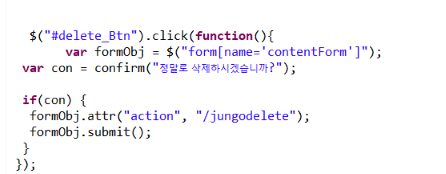 $("#delete_Btn").click(function(){
var formObj = $("form[name='contentForm']");
var con = confirm("정말로 삭제하시겠습니까?");
if(con) {
formObj.attr("action", "/jungodelete");
formObj.submit();
}
});